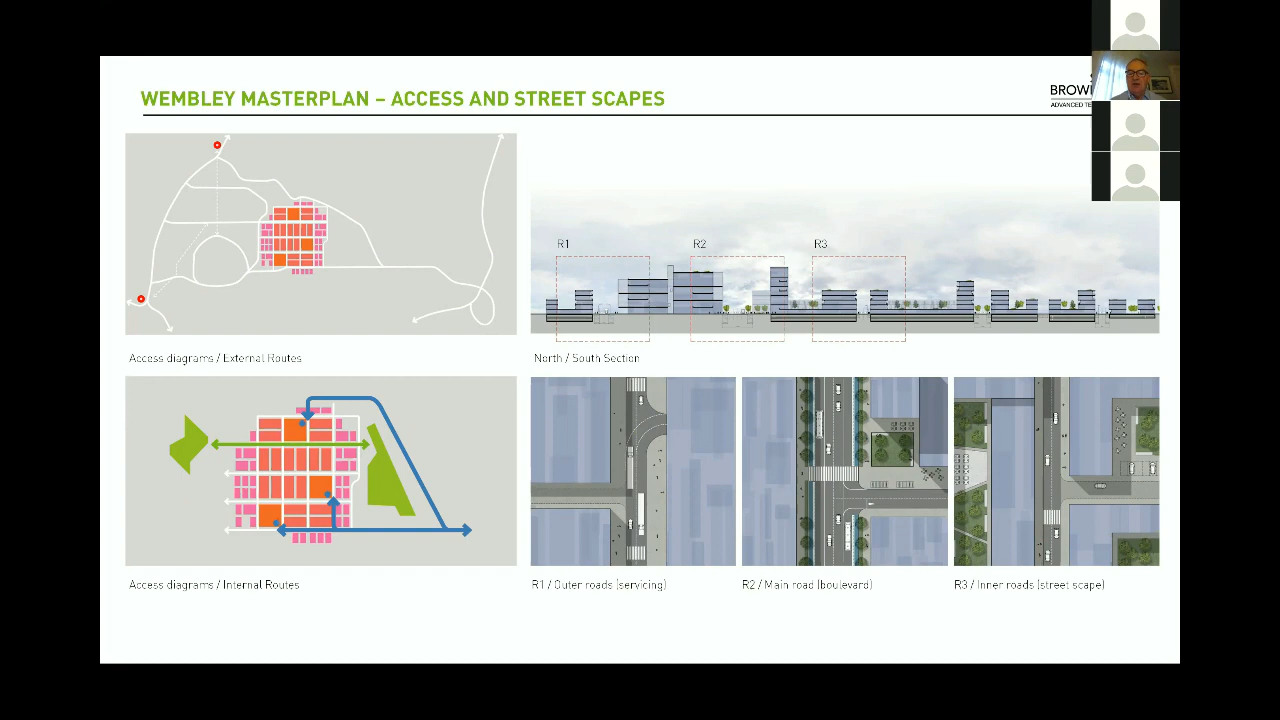 WEMBLEY MASTERPLAN – ACCESS AND STREET SCAPES
R1
R2
R3
Access diagrams / External Routes
North / South Section
Access diagrams / Internal Routes
R1 / Outer roads (servicing)
R2 / Main road (boulevard)
R3 / Inner roads (street scape)